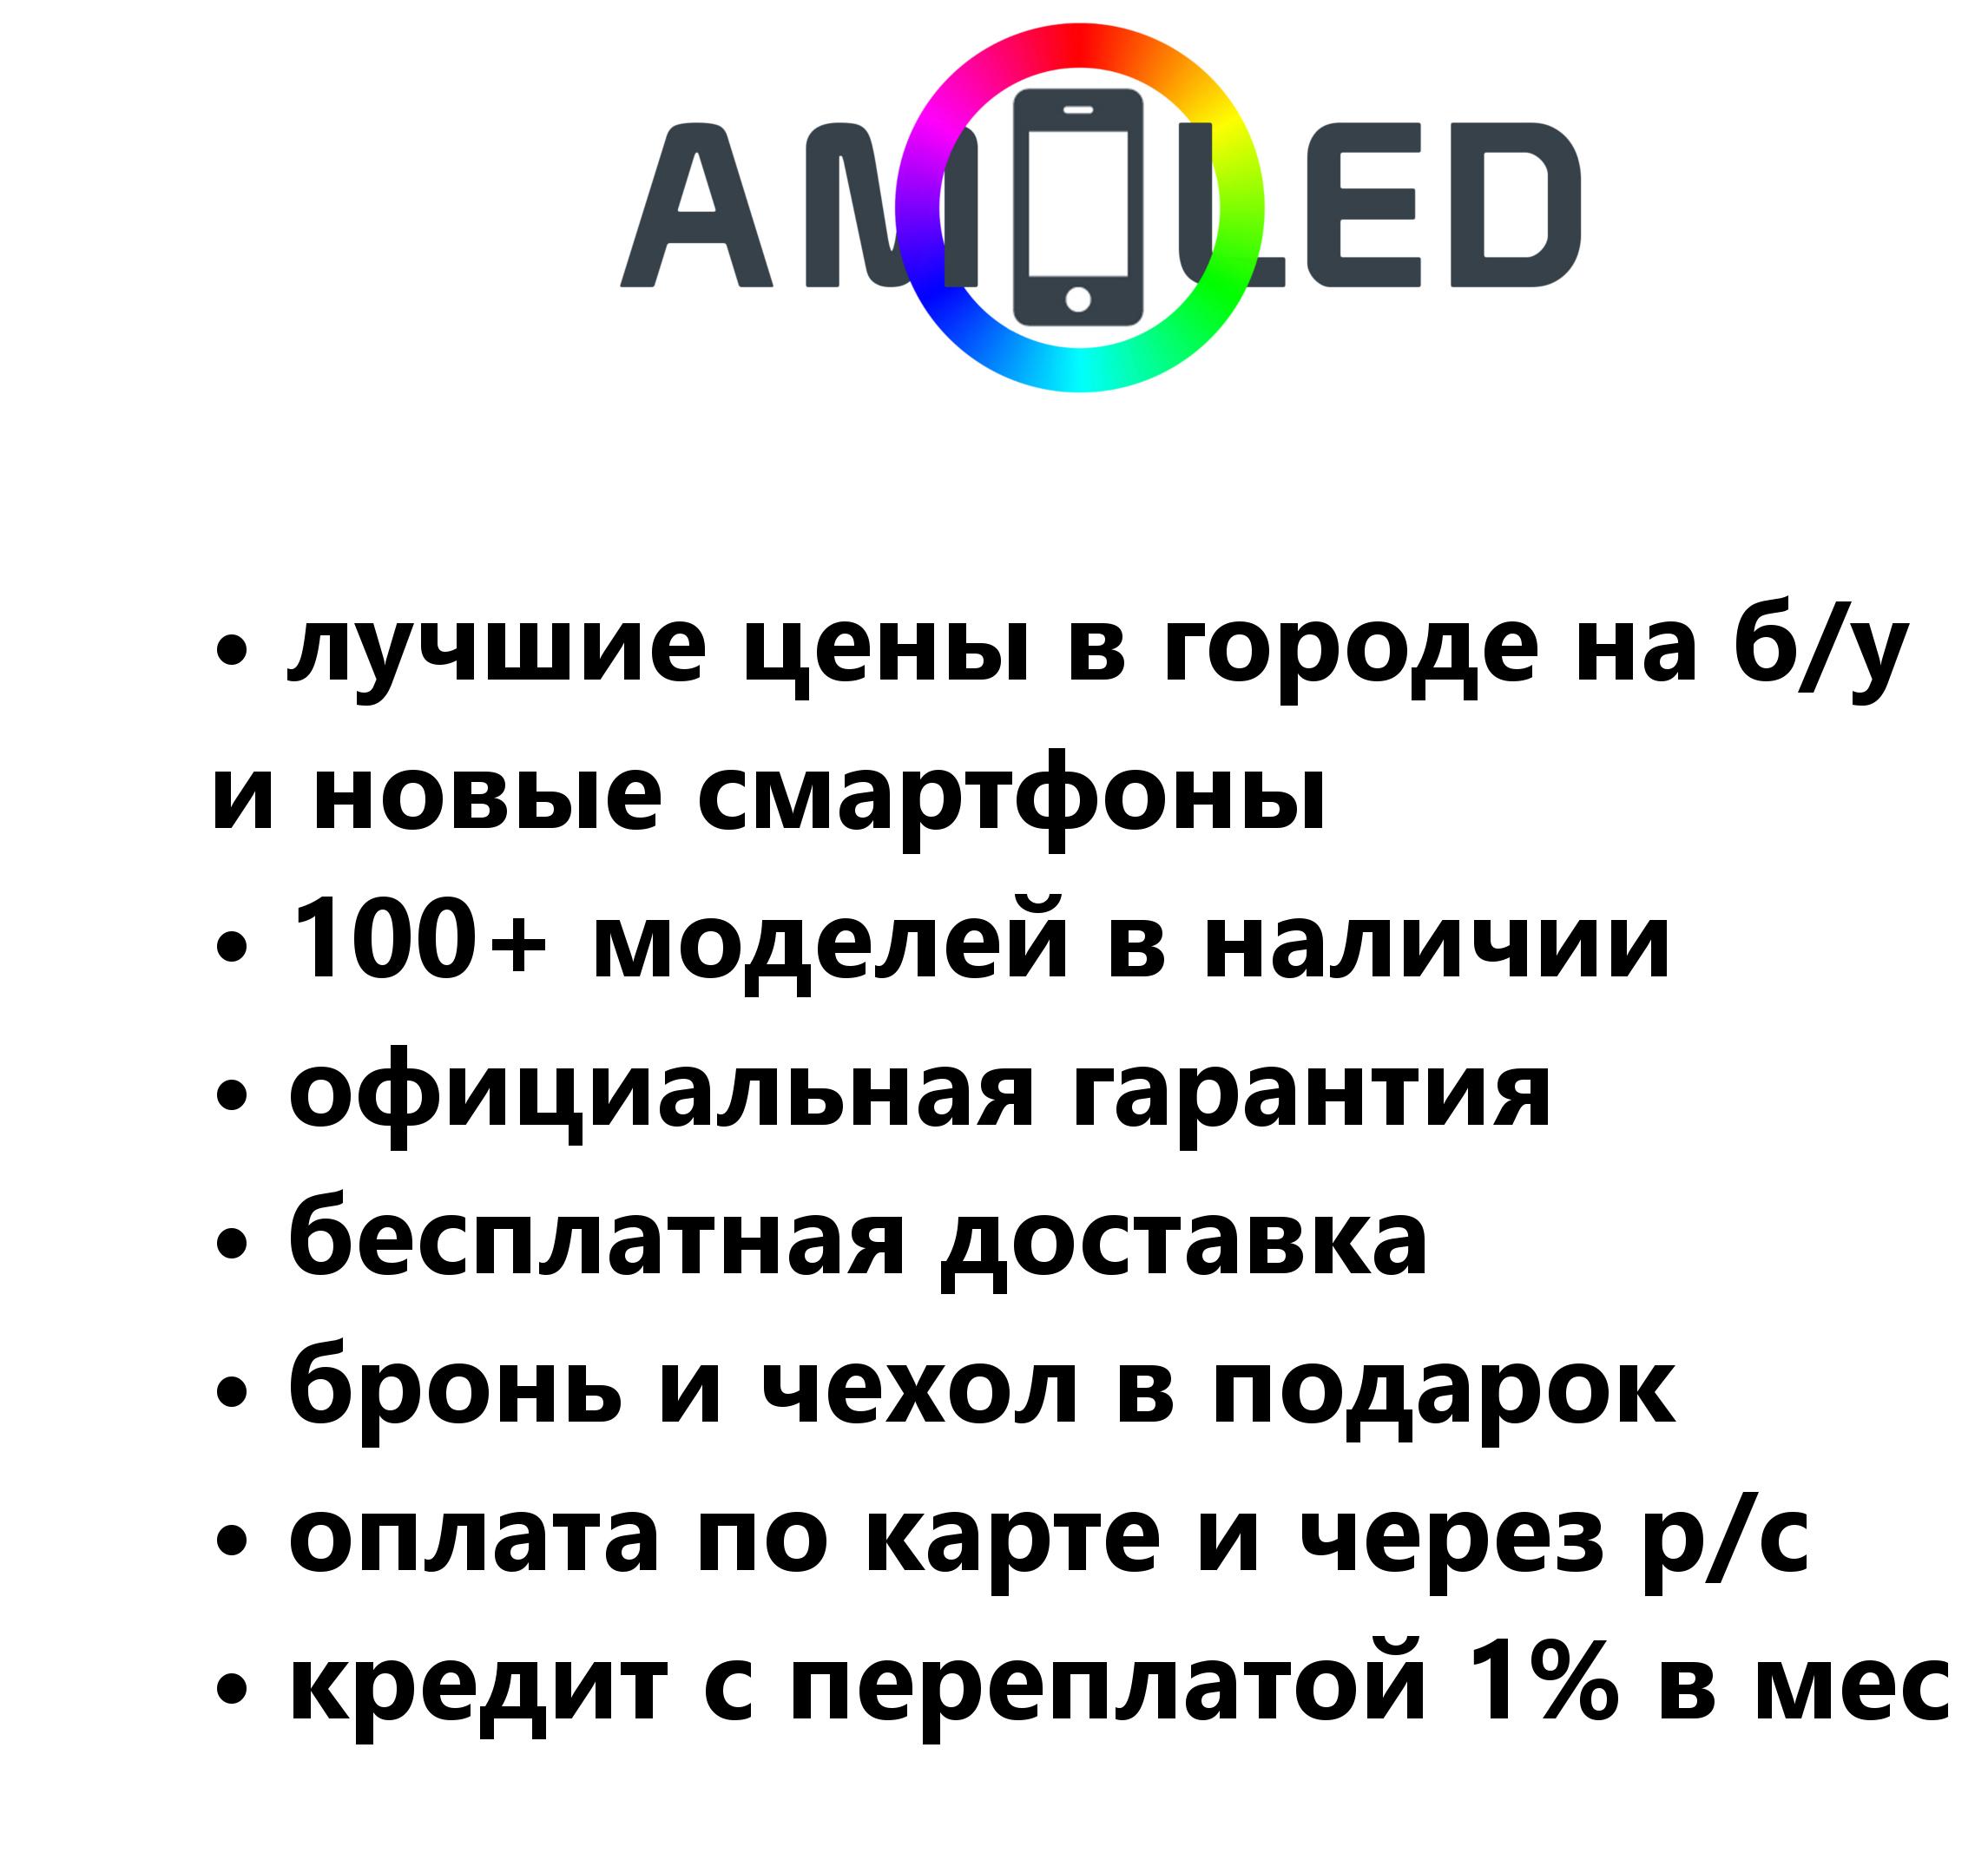 AMOLED
• лучшие цены в городе на б/у
и новые смартфоны
• 100+ моделей в наличии
• официальная гарантия
• бесплатная доставка
• бронь и чехол в подарок
• оплата по карте и через р/с
• кредит с переплатой 1% в мес